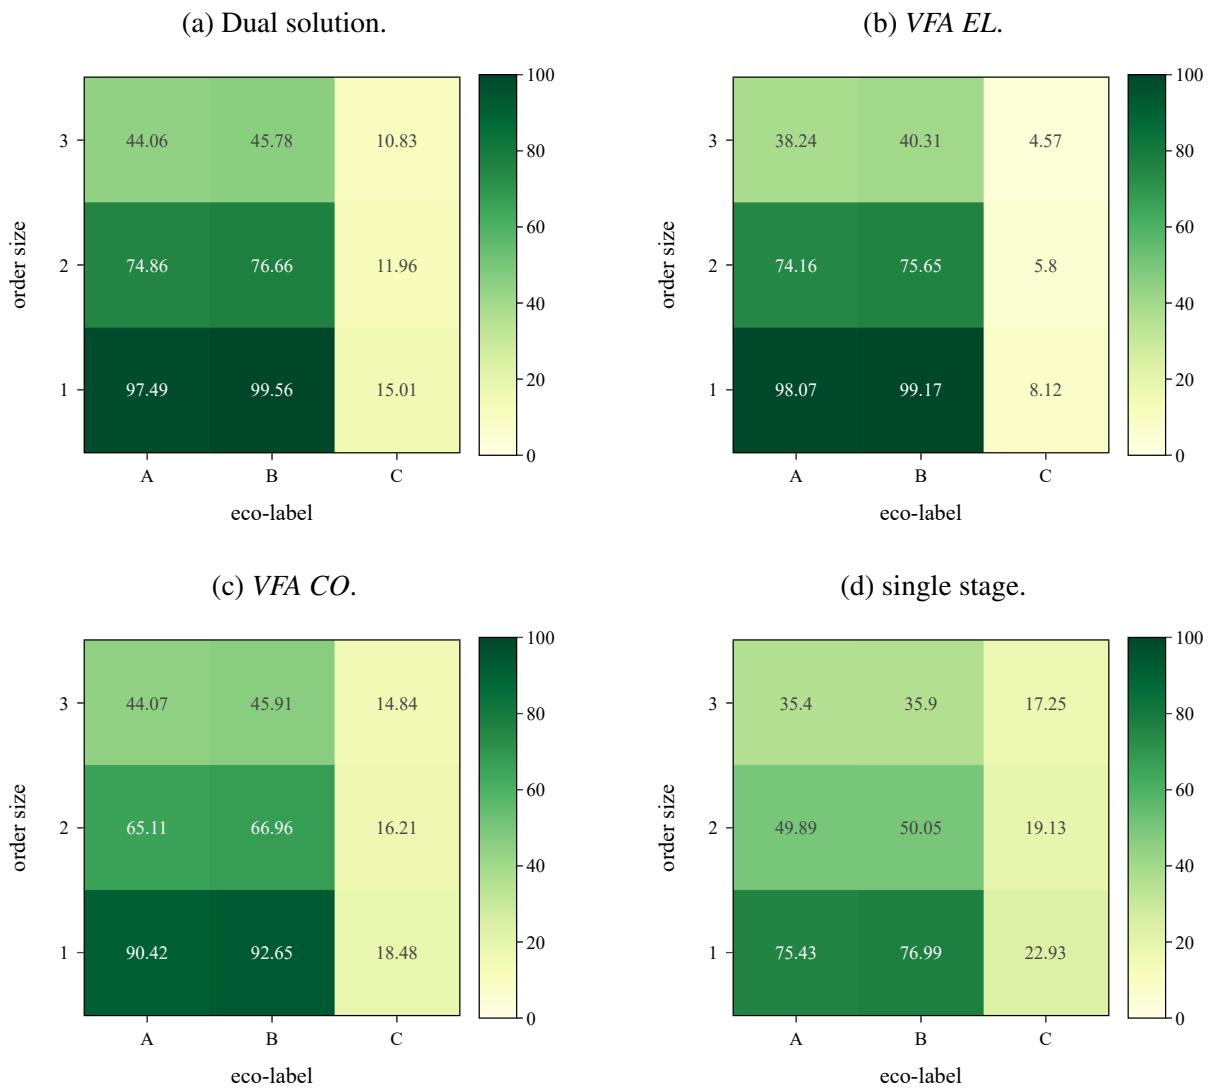 (a) Dual solution.
100
80
60
40
20
0
order size
3
2
1
44.06 45.78 10.83
74.86 76.66 11.96
97.49 99.56 15.01
A B C
eco-label
(b) VFA EL.
100
80
60
40
20
0
order size
3
2
1
38.24 40.31 4.57
74.16 75.65 5.8
98.07 99.17 8.12
A B C
eco-label
(c) VFA CO.
100
80
60
40
20
0
order size
3
2
1
44.07 45.91 14.84
65.11 66.96 16.21
90.42 92.65 18.48
A B C
eco-label
(d) single stage.
100
80
60
40
20
0
order size
3
2
1
35.4 35.9 17.25
49.89 50.05 19.13
75.43 76.99 22.93
A B C
eco-label